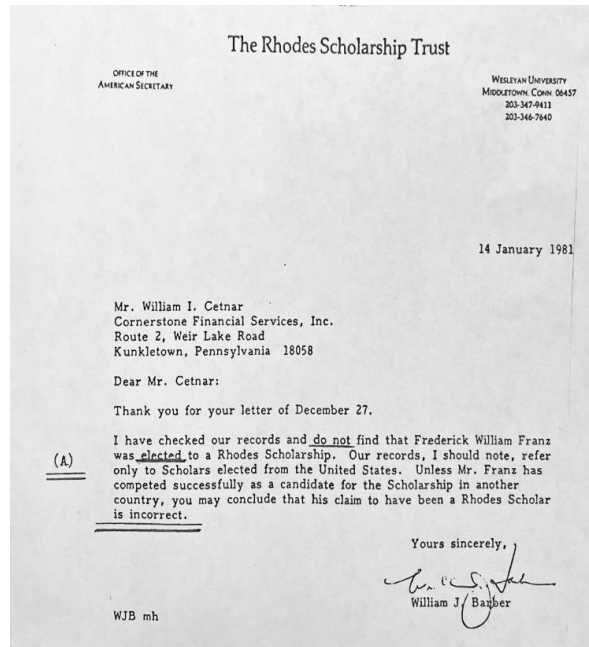 The Rhodes Scholarship Trust
OFFICE OF THE
AMERICAN SECRETARY
WESLEYAN UNIVERSITY
MIDDLETOWN, CONN. 06457
203-347-9411
203-346-7640
14 January 1981
Mr. William I. Cetnar
Cornerstone Financial Services, Inc.
Route 2, Weir Lake Road
Kunkletown, Pennsylvania 18058
Dear Mr. Cetnar:
Thank you for your letter of December 27.
I have checked our records and do not find that Frederick William Franz
(A) was elected to a Rhodes Scholarship. Our records, I should note, refer
only to Scholars elected from the United States. Unless Mr. Franz has
competed successfully as a candidate for the Scholarship in another
country, you may conclude that his claim to have been a Rhodes Scholar
is incorrect.
Yours sincerely,
William J. Barber
WJB mh